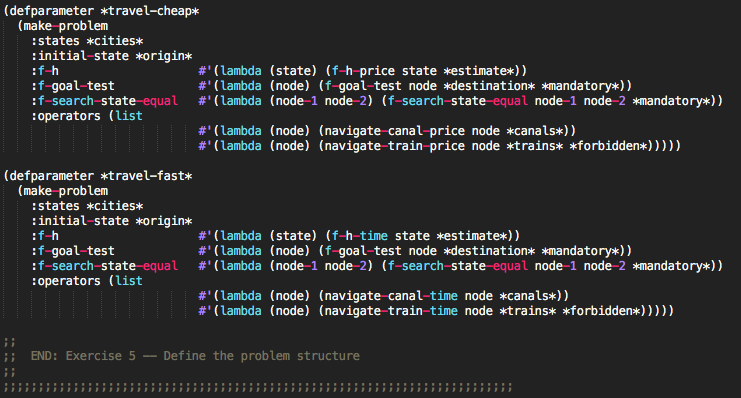 (defparameter *travel-cheap*
  (make-problem
    :states *cities*
    :initial-state *origin*
    :f-h                    #'(lambda (state) (f-h-price state *estimate*))
    :f-goal-test            #'(lambda (node) (f-goal-test node *destination* *mandatory*))
    :f-search-state-equal   #'(lambda (node-1 node-2) (f-search-state-equal node-1 node-2 *mandatory*))
    :operators (list
                            #'(lambda (node) (navigate-canal-price node *canals*))
                            #'(lambda (node) (navigate-train-price node *trains* *forbidden*)))))

(defparameter *travel-fast*
  (make-problem
    :states *cities*
    :initial-state *origin*
    :f-h                    #'(lambda (state) (f-h-time state *estimate*))
    :f-goal-test            #'(lambda (node) (f-goal-test node *destination* *mandatory*))
    :f-search-state-equal   #'(lambda (node-1 node-2) (f-search-state-equal node-1 node-2 *mandatory*))
    :operators (list
                            #'(lambda (node) (navigate-canal-time node *canals*))
                            #'(lambda (node) (navigate-train-time node *trains* *forbidden*)))))

;;
;;  END: Exercise 5 -- Define the problem structure
;;
;;;;;;;;;;;;;;;;;;;;;;;;;;;;;;;;;;;;;;;;;;;;;;;;;;;;;;;;;;;;;;;;;;;;;;;;;